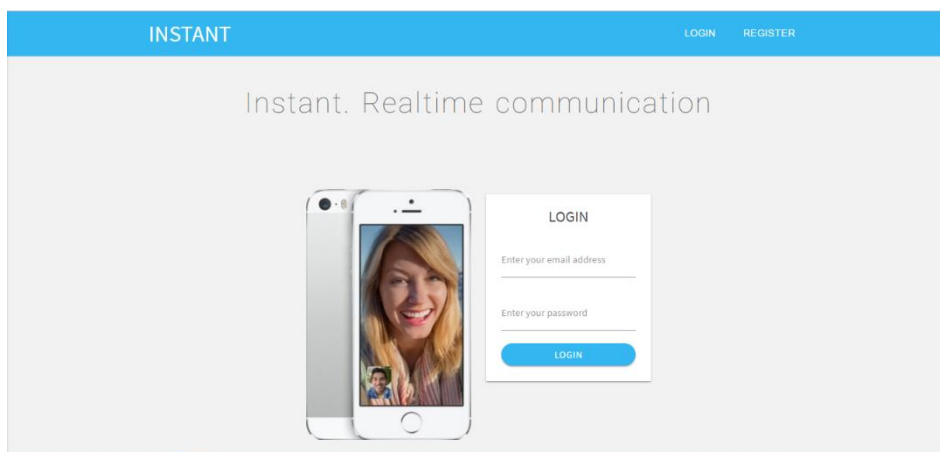 INSTANT
LOGIN REGISTER
Instant. Realtime communication
LOGIN
Enter your email address
Enter your password
LOGIN